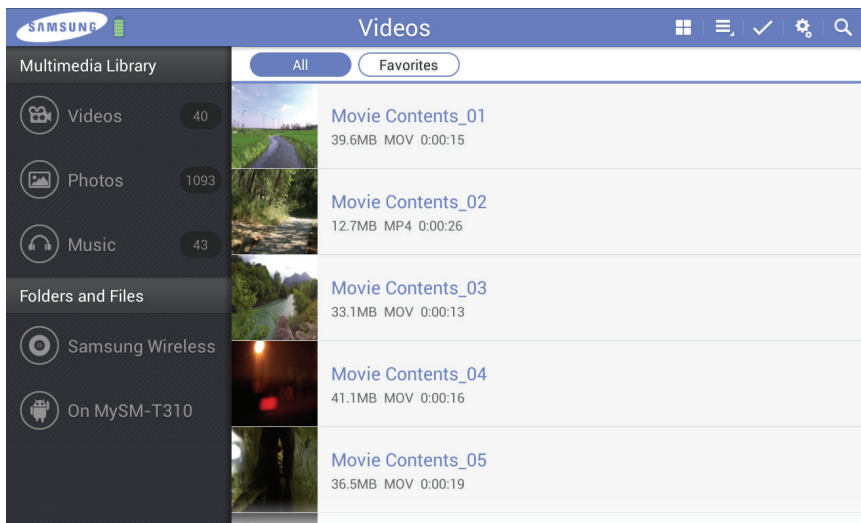 SAMSUNG
Videos
Multimedia Library
All
Favorites
Videos
40
Photos
1093
Music
43
Folders and Files
Samsung Wireless
On MySM-T310
Movie Contents_01
39.6MB MOV 0:00:15
Movie Contents_02
12.7MB MP4 0:00:26
Movie Contents_03
33.1MB MOV 0:00:13
Movie Contents_04
41.1MB MOV 0:00:16
Movie Contents_05
36.5MB MOV 0:00:19